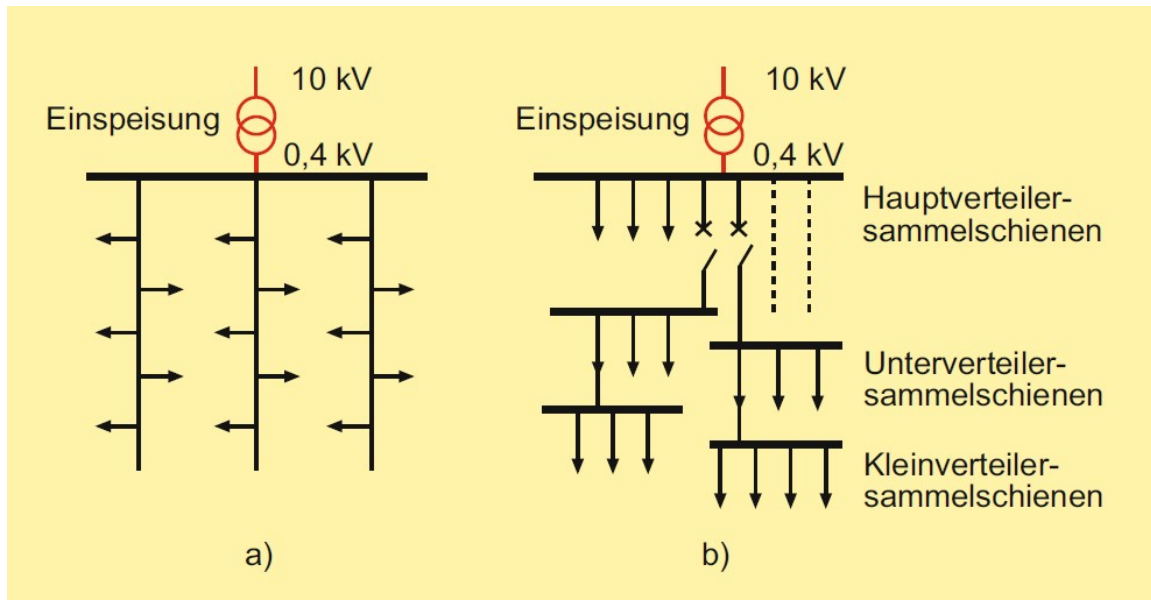 10 kV
Einspeisung
0,4 kV
a)
10 kV
Einspeisung
0,4 kV
Hauptverteiler-
sammelschienen
Unterverteiler-
sammelschienen
Kleinverteiler-
sammelschienen
b)